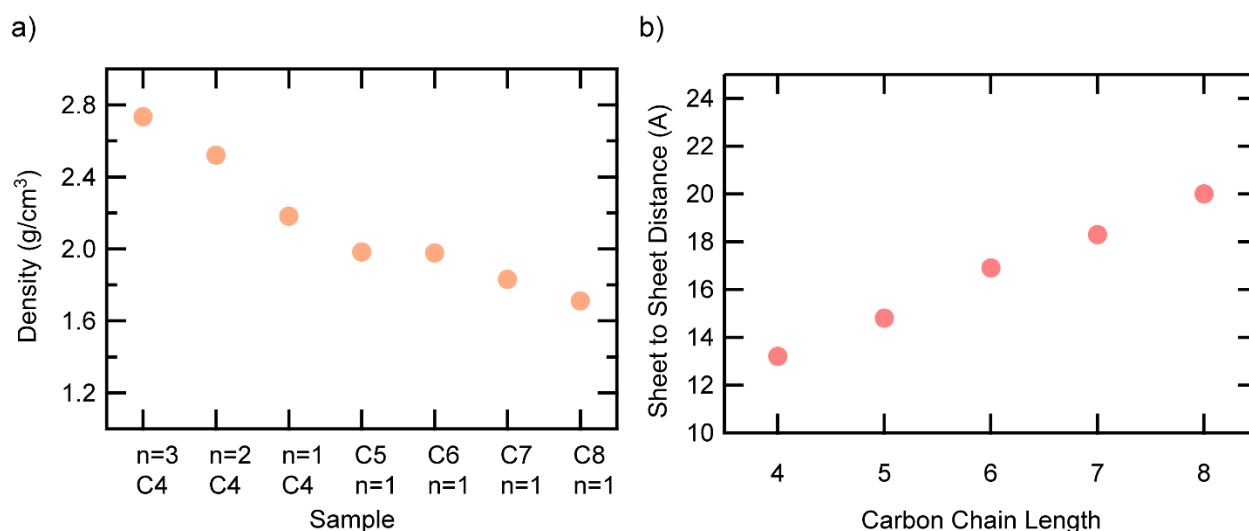 a)
Density (g/cm³)
2.8
2.4
2.0
1.6
1.2
n=3 n=2 n=1 C5 C6 C7 C8
C4 C4 C4 n=1 n=1 n=1 n=1
Sample
b)
Sheet to Sheet Distance (A)
24
22
20
18
16
14
12
10
4 5 6 7 8
Carbon Chain Length